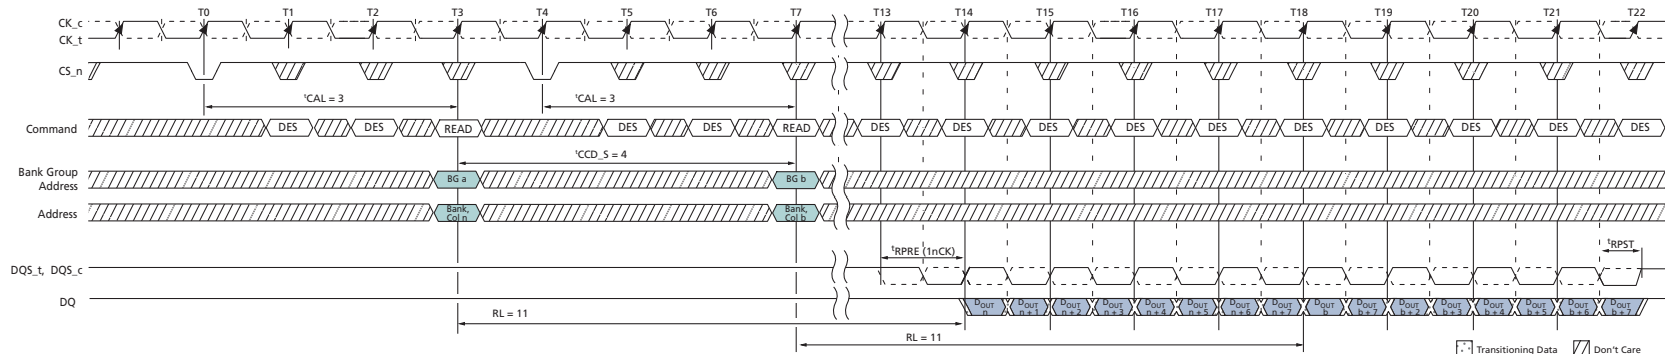 T0 T1 T2 T3 T4 T5 T6 T7 T13 T14 T15 T16 T17 T18 T19 T20 T21 T22
CK_c
CK_t
CS_n
tCAL = 3 tCAL = 3
Command DES DES READ DES DES READ DES DES DES DES DES DES DES DES DES DES
tCCD_S = 4
Bank Group
Address BG a BG b
Address Bank, Col n Bank, Col b
tRPRE (1nCK) tRPST
DQS_t, DQS_c
DQ DOUT n DOUT n + 1 DOUT n + 2 DOUT n + 3 DOUT n + 4 DOUT n + 5 DOUT n + 6 DOUT n + 7 DOUT b DOUT b + 7 DOUT b + 2 DOUT b + 3 DOUT b + 4 DOUT b + 5 DOUT b + 6 DOUT b + 7
RL = 11
RL = 11
Transitioning Data Don't Care